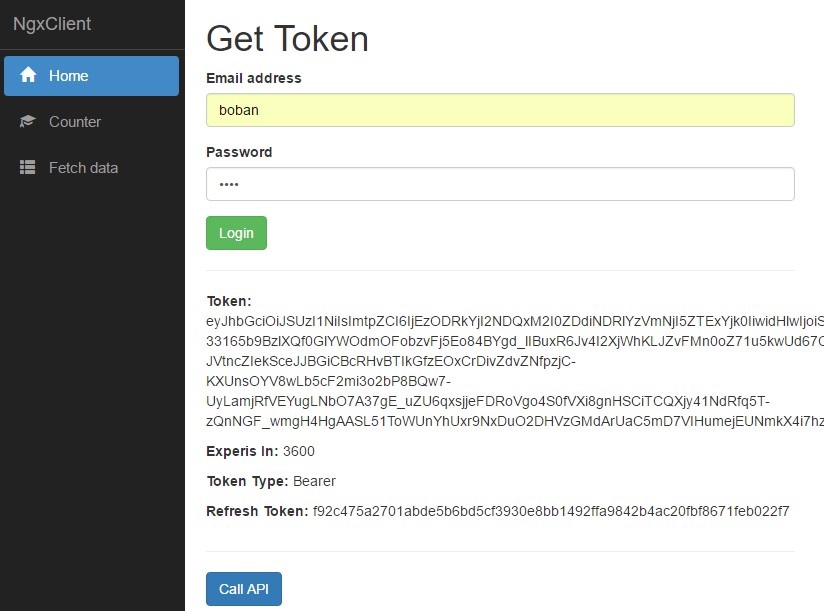 NgxClient
Home
Counter
Fetch data
Get Token
Email address
boban
Password
••••
Login
Token:
eyJhbGciOiJSUzI1NiIsImtpZCI6IjEzODRkYjI2NDQxM2I0ZDdiNDRlYzVmNjI5ZTExYjk0IiwidHlwIjoiS
33165b9BzIXQf0GIYWOdmOFobzvFj5Eo84BYgd_IIBuxR6Jv4I2XjWhKLJZvFMn0oZ71u5kwUd67C
JVtncZIekSceJJBGiCBcRHvBTIkGfzEOxCrDivZdvZNfpzjC-
KXUnsOYV8wLb5cF2mi3o2bP8BQw7-
UyLamjRfVEYugLNbO7A37gE_uZU6qxsjjeFDRoVgo4S0fVXi8gnHSCiTCQXjy41NdRfq5T-
zQnNGF_wmgH4HgAASL51ToWUnYhUxr9NxDuO2DHVzGMdArUaC5mD7VIHumejEUNmkX4i7hz
Experis In: 3600
Token Type: Bearer
Refresh Token: f92c475a2701abde5b6bd5cf3930e8bb1492ffa9842b4ac20fbf8671feb022f7
Call API